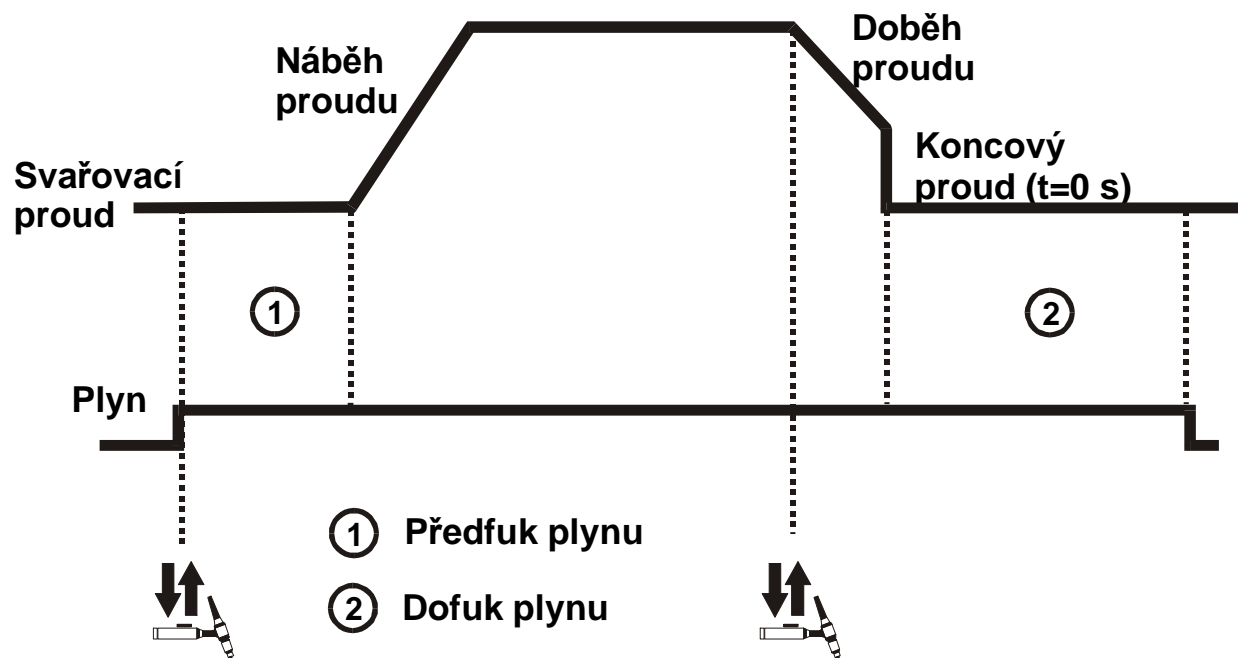 Náběh
proudu
Doběh
proudu
Svařovací
proud
Koncový
proud (t=0 s)
1
2
Plyn
1 Předfuk plynu
2 Dofuk plynu